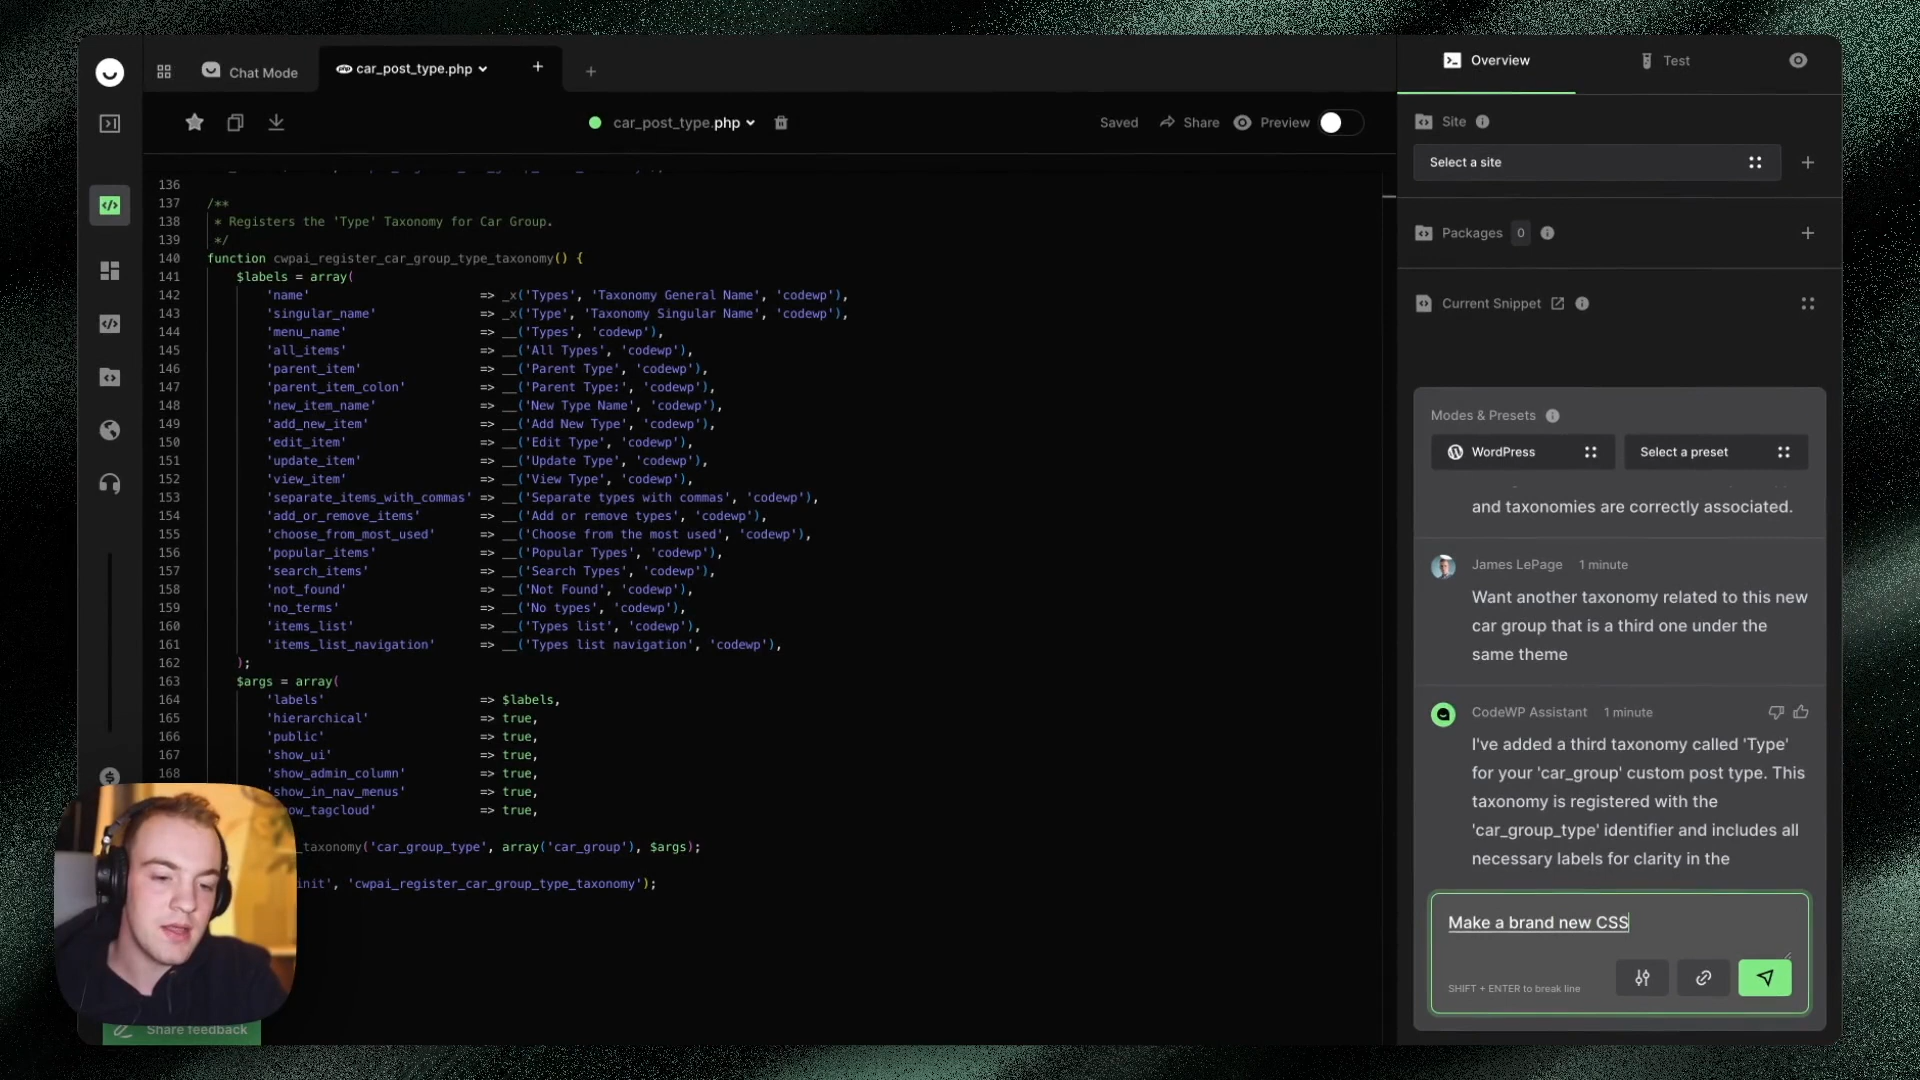 Chat Mode
car_post_type.php
Overview
Test
car_post_type.php
Saved
Share
Preview
Site
Select a site
Packages 0
Current Snippet
Modes & Presets
WordPress
Select a preset
136
137 /**
138 * Registers the 'Type' Taxonomy for Car Group.
139 */
140 function cwpai_register_car_group_type_taxonomy() {
141 $labels = array(
142 'name' => _x('Types', 'Taxonomy General Name', 'codewp'),
143 'singular_name' => _x('Type', 'Taxonomy Singular Name', 'codewp'),
144 'menu_name' => __('Types', 'codewp'),
145 'all_items' => __('All Types', 'codewp'),
146 'parent_item' => __('Parent Type', 'codewp'),
147 'parent_item_colon' => __('Parent Type:', 'codewp'),
148 'new_item_name' => __('New Type Name', 'codewp'),
149 'add_new_item' => __('Add New Type', 'codewp'),
150 'edit_item' => __('Edit Type', 'codewp'),
151 'update_item' => __('Update Type', 'codewp'),
152 'view_item' => __('View Type', 'codewp'),
153 'separate_items_with_commas' => __('Separate types with commas', 'codewp'),
154 'add_or_remove_items' => __('Add or remove types', 'codewp'),
155 'choose_from_most_used' => __('Choose from the most used', 'codewp'),
156 'popular_items' => __('Popular Types', 'codewp'),
157 'search_items' => __('Search Types', 'codewp'),
158 'not_found' => __('Not Found', 'codewp'),
159 'no_terms' => __('No types', 'codewp'),
160 'items_list' => __('Types list', 'codewp'),
161 'items_list_navigation' => __('Types list navigation', 'codewp'),
162 );
163 $args = array(
164 'labels' => $labels,
165 'hierarchical' => true,
166 'public' => true,
167 'show_ui' => true,
168 'show_admin_column' => true,
'show_in_nav_menus' => true,
ow_tagcloud' => true,
_taxonomy('car_group_type', array('car_group'), $args);
init', 'cwpai_register_car_group_type_taxonomy');
Share feedback
and taxonomies are correctly associated.
James LePage 1 minute
Want another taxonomy related to this new
car group that is a third one under the
same theme
CodeWP Assistant 1 minute
I've added a third taxonomy called 'Type'
for your 'car_group' custom post type. This
taxonomy is registered with the
'car_group_type' identifier and includes all
necessary labels for clarity in the
Make a brand new CSS
SHIFT + ENTER to break line